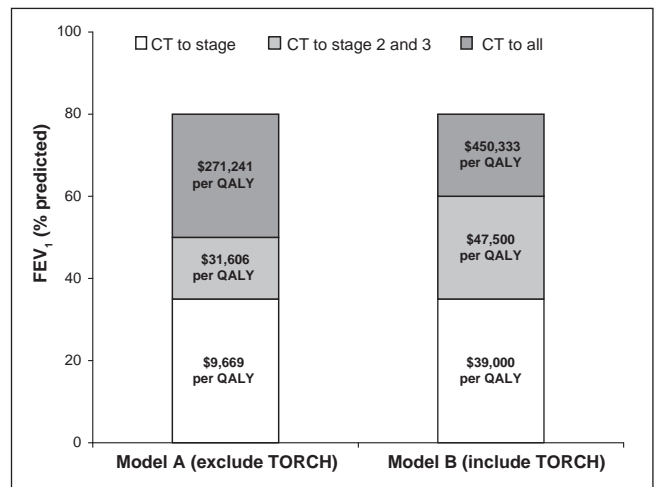 100
80
60
40
20
0
FEV1 (% predicted)
CT to stage CT to stage 2 and 3 CT to all
$271,241
per QALY
$31,606
per QALY
$9,669
per QALY
$450,333
per QALY
$47,500
per QALY
$39,000
per QALY
Model A (exclude TORCH) Model B (include TORCH)